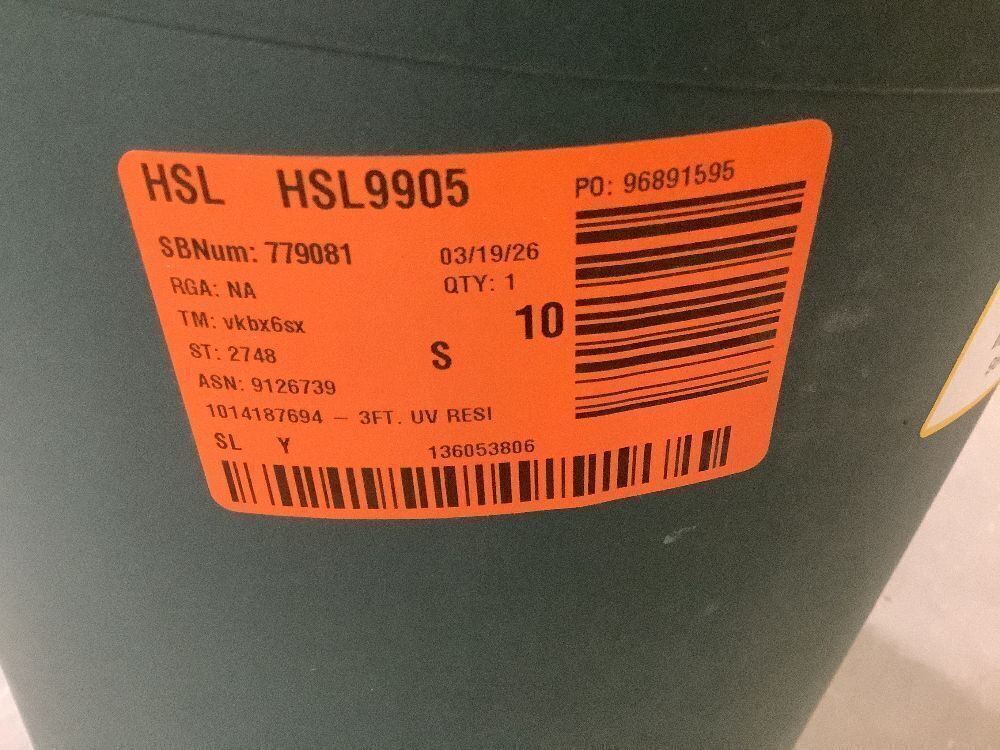 HSL HSL9905
PO: 96891595
SBNum: 779081 03/19/26
RGA: NA QTY: 1
TM: vkbx6sx 10
ST: 2748 S
ASN: 9126739
1014187694 - 3FT. UV RESI
SL Y 136053806